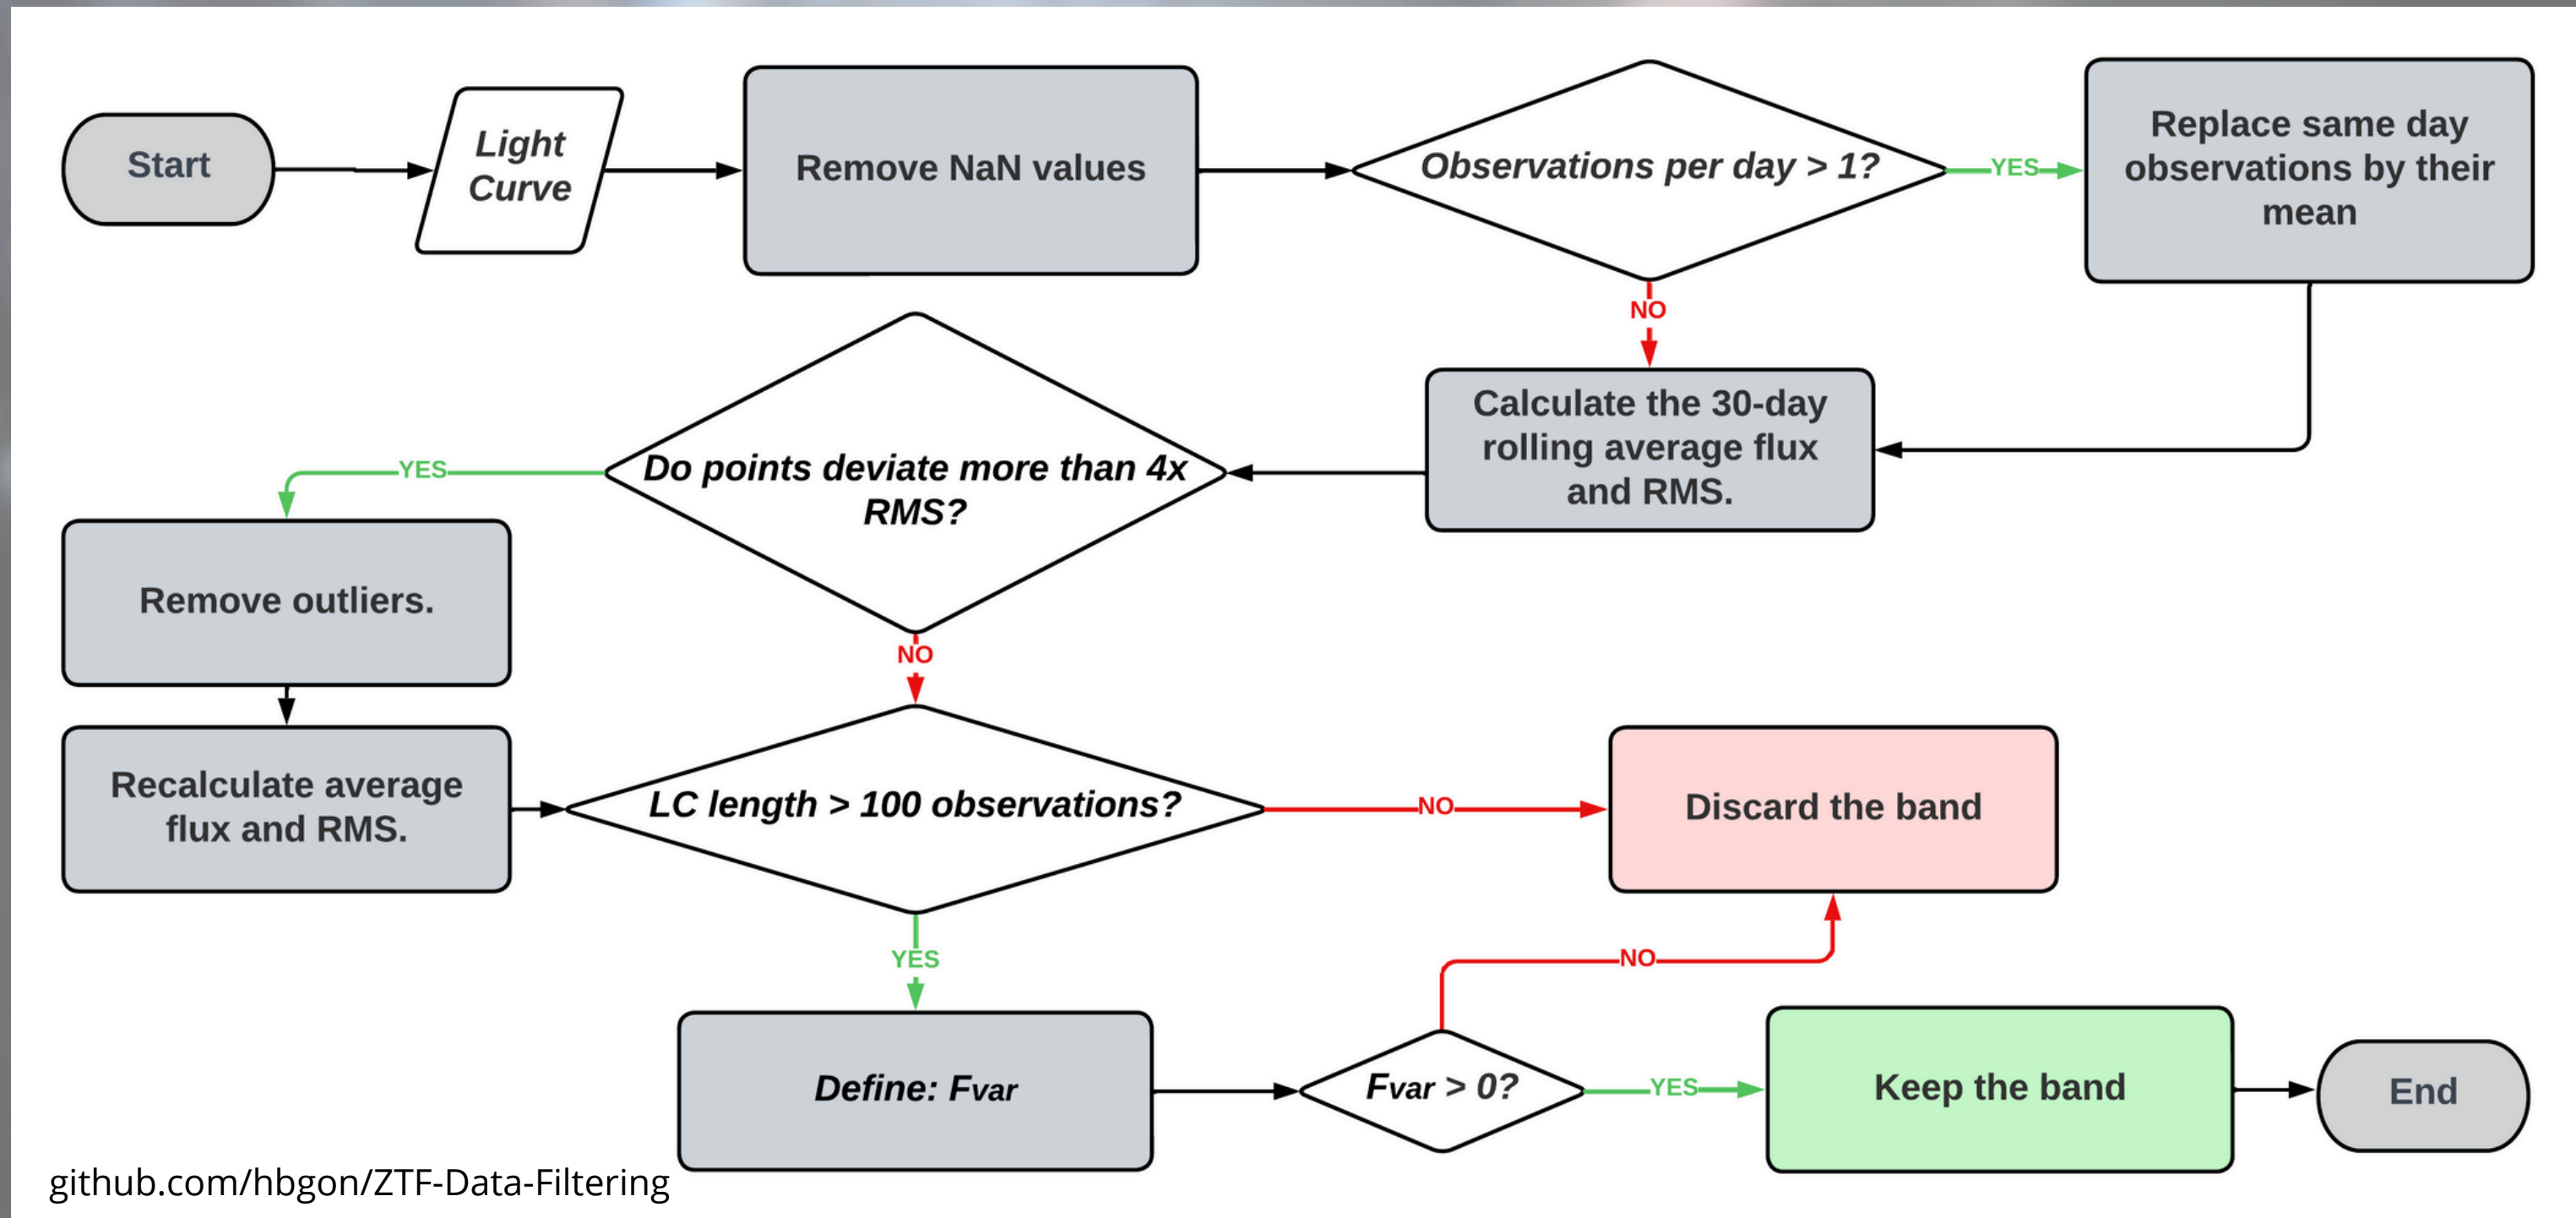 Start
Light
Curve
Remove NaN values
Observations per day > 1?
YES
Replace same day
observations by their
mean
NO
Calculate the 30-day
rolling average flux
and RMS.
Do points deviate more than 4x
RMS?
YES
Remove outliers.
NO
Recalculate average
flux and RMS.
LC length > 100 observations?
NO
Discard the band
YES
NO
Define: Fvar
Fvar > 0?
YES
Keep the band
End
github.com/hbgon/ZTF-Data-Filtering